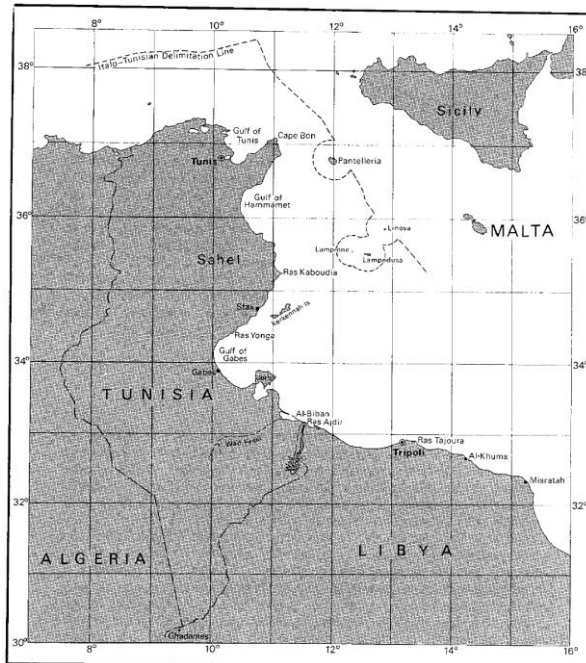 8° 10° 12° 14° 16°
38° 38°
Italo-Tunisian Delimitation Line
Sicily
Gulf of
Tunis
Cape Bon
Tunis
Pantelleria
Gulf of
Hammamet
36° 36°
MALTA
Linosa
Lampione
Lampedusa
Sahel
Ras Kaboudia
Sfax
Kerkennah Is
Ras Yonga
Gulf of
Gabes
34° 34°
Gabes
TUNISIA
Al-Biban
Ras Ajdir
Ras Tajoura
Tripoli
Al-Khums
Misratah
32° 32°
ALGERIA
LIBYA
Ghadames
30° 30°
8° 10° 12° 14° 16°